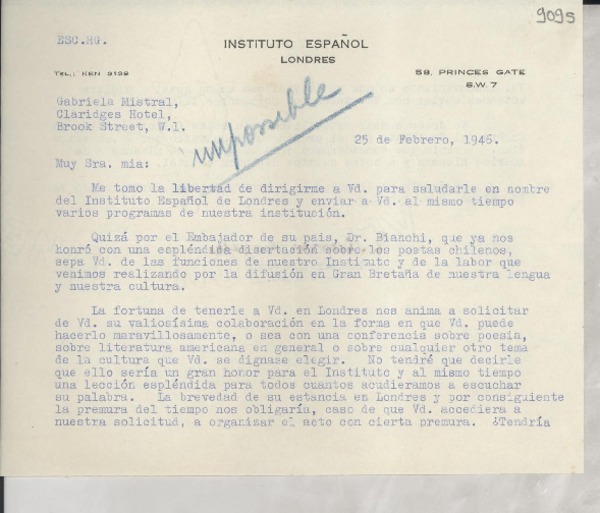 9095
ESC.HG.
INSTITUTO ESPAÑOL
LONDRES
TEL.: KEN 3139
58, PRINCES GATE
S.W. 7
Gabriela Mistral,
Claridges Hotel,
Brook Street, W.1.
impossible
25 de Febrero, 1946.
Muy Sra. mia:
Me tomo la libertad de dirigirme a Vd. para saludarle en nombre
del Instituto Español de Londres y enviar a Vd. al mismo tiempo
varios programas de nuestra institución.
Quizá por el Embajador de su pais, Dr. Bianchi, que ya nos
honró con una espléndida disertación sobre los poetas chilenos,
sepa Vd. de las funciones de nuestro Instituto y de la labor que
venimos realizando por la difusión en Gran Bretaña de nuestra lengua
y nuestra cultura.
La fortuna de tenerle a Vd. en Londres nos anima a solicitar
de Vd. su valiosísima colaboración en la forma en que Vd. puede
hacerlo maravillosamente, o sea con una conferencia sobre poesía,
sobre literatura americana en general o sobre cualquier otro tema
de la cultura que Vd. se dignase elegir. No tendré que decirle
que ello sería un gran honor para el Instituto y al mismo tiempo
una lección espléndida para todos cuantos acudieramos a escuchar
su palabra. La brevedad de su estancia en Londres y por consiguiente
la premura del tiempo nos obligaría, caso de que Vd. accediera a
nuestra solicitud, a organizar el acto con cierta premura. ¿Tendría